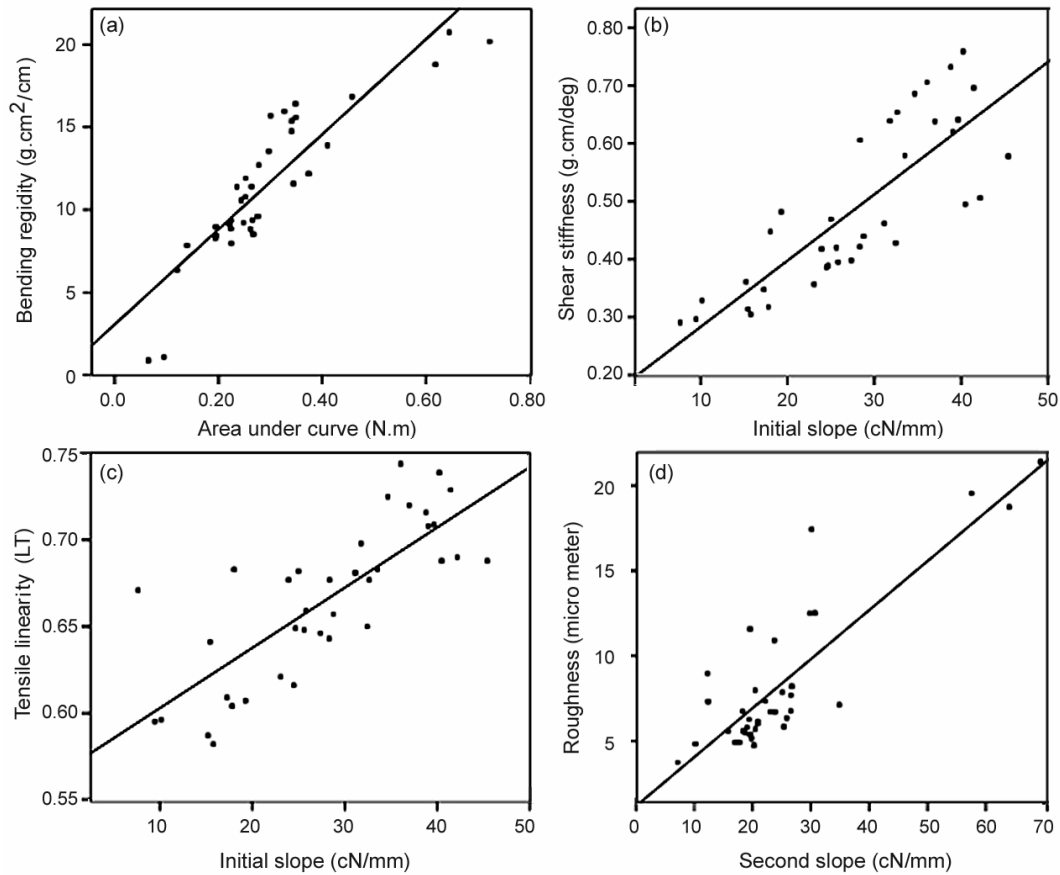 (a)
Bending regidity (g.cm²/cm)
20
15
10
5
0
0.0 0.20 0.40 0.60 0.80
Area under curve (N.m)
(b)
Shear stiffness (g.cm/deg)
0.80
0.70
0.60
0.50
0.40
0.30
0.20
10 20 30 40 50
Initial slope (cN/mm)
(c)
Tensile linearity (LT)
0.75
0.70
0.65
0.60
0.55
10 20 30 40 50
Initial slope (cN/mm)
(d)
Roughness (micro meter)
20
15
10
5
0 10 20 30 40 50 60 70
Second slope (cN/mm)